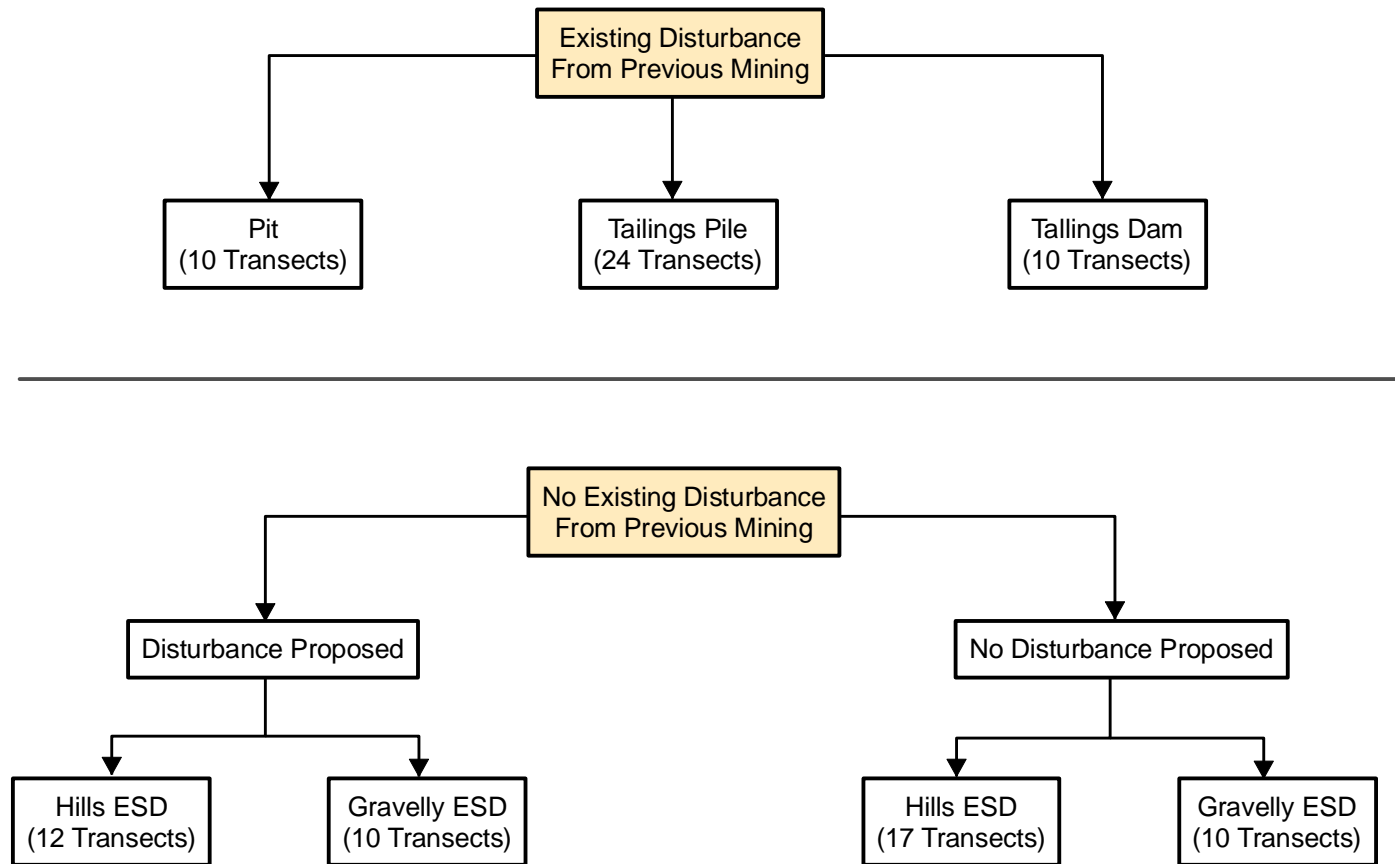 Existing Disturbance
From Previous Mining
Pit
(10 Transects)
Tailings Pile
(24 Transects)
Tallings Dam
(10 Transects)
No Existing Disturbance
From Previous Mining
Disturbance Proposed
No Disturbance Proposed
Hills ESD
(12 Transects)
Gravelly ESD
(10 Transects)
Hills ESD
(17 Transects)
Gravelly ESD
(10 Transects)